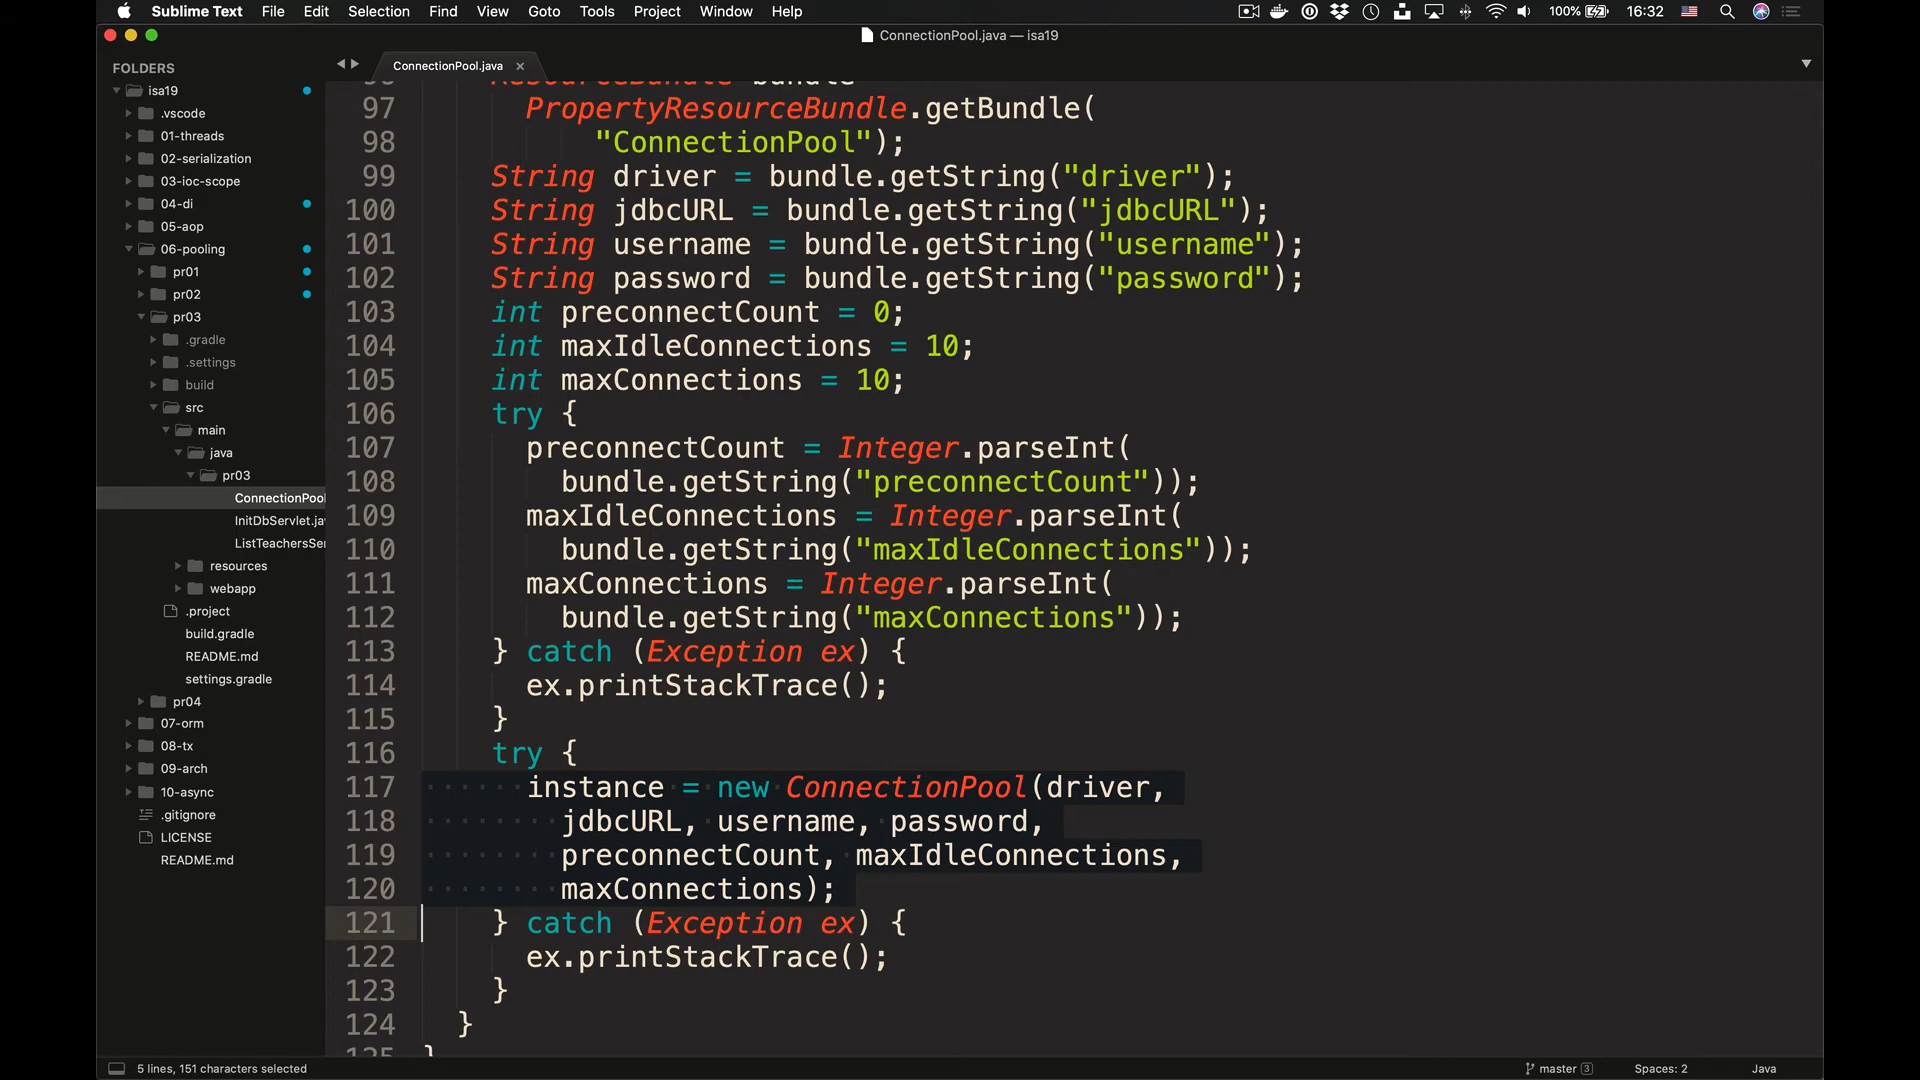 Sublime Text File Edit Selection Find View Goto Tools Project Window Help 100% 16:32
ConnectionPool.java — isa19
FOLDERS
isa19
.vscode
01-threads
02-serialization
03-ioc-scope
04-di
05-aop
06-pooling
pr01
pr02
pr03
.gradle
.settings
build
src
main
java
pr03
ConnectionPool
InitDbServlet.jav
ListTeachersSer
resources
webapp
.project
build.gradle
README.md
settings.gradle
pr04
07-orm
08-tx
09-arch
10-async
.gitignore
LICENSE
README.md
ConnectionPool.java ×
96 ResourceBundle bundle =
97 PropertyResourceBundle.getBundle(
98 "ConnectionPool");
99 String driver = bundle.getString("driver");
100 String jdbcURL = bundle.getString("jdbcURL");
101 String username = bundle.getString("username");
102 String password = bundle.getString("password");
103 int preconnectCount = 0;
104 int maxIdleConnections = 10;
105 int maxConnections = 10;
106 try {
107 preconnectCount = Integer.parseInt(
108 bundle.getString("preconnectCount"));
109 maxIdleConnections = Integer.parseInt(
110 bundle.getString("maxIdleConnections"));
111 maxConnections = Integer.parseInt(
112 bundle.getString("maxConnections"));
113 } catch (Exception ex) {
114 ex.printStackTrace();
115 }
116 try {
117 instance = new ConnectionPool(driver,
118 jdbcURL, username, password,
119 preconnectCount, maxIdleConnections,
120 maxConnections);
121 } catch (Exception ex) {
122 ex.printStackTrace();
123 }
124 }
125 }
5 lines, 151 characters selected master 3 Spaces: 2 Java